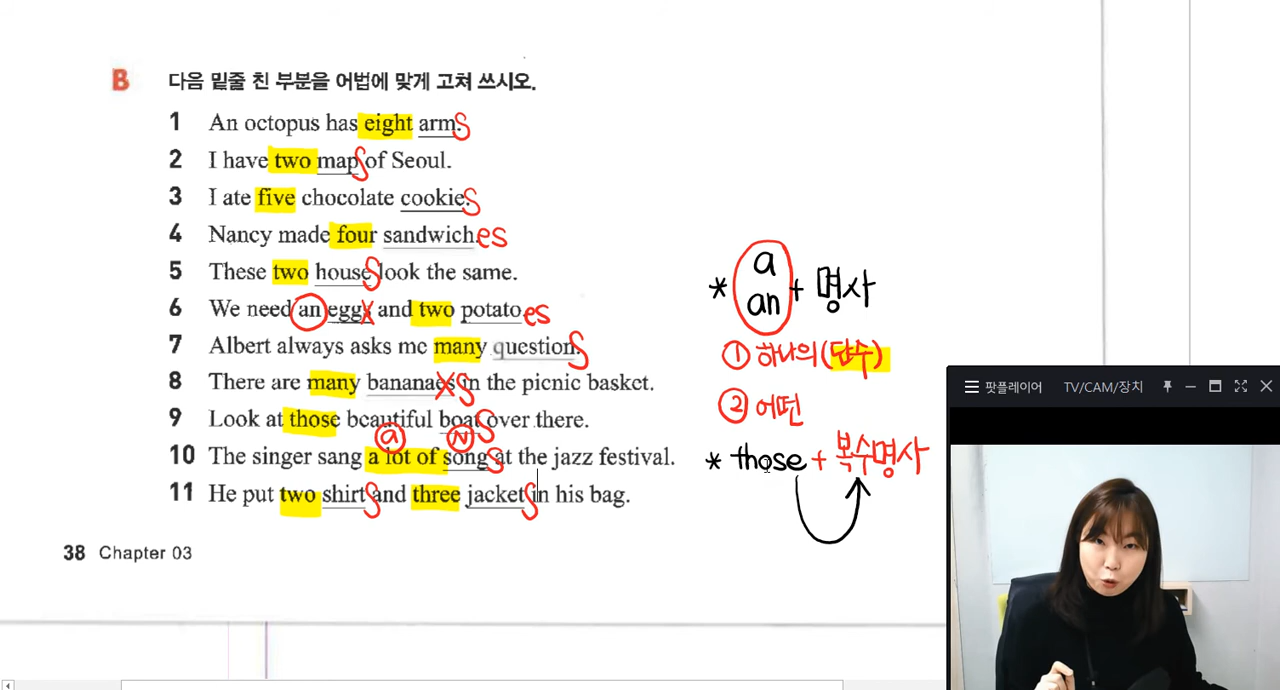 B 다음 밑줄 친 부분을 어법에 맞게 고쳐 쓰시오.
1 An octopus has eight arm.s
2 I have two map s of Seoul.
3 I ate five chocolate cookie.s
4 Nancy made four sandwich.es
5 These two house s look the same.
6 We need an eggs x and two potato.es
7 Albert always asks me many question.s
8 There are many bananaes x s in the picnic basket.
9 Look at those beautiful boat s over there.
a N
10 The singer sang a lot of song s at the jazz festival.
11 He put two shirt s and three jacket s in his bag.
38 Chapter 03
* a
an + 명사
① 하나의 (단수)
② 어떤
* those + 복수명사
팟플레이어 TV/CAM/장치